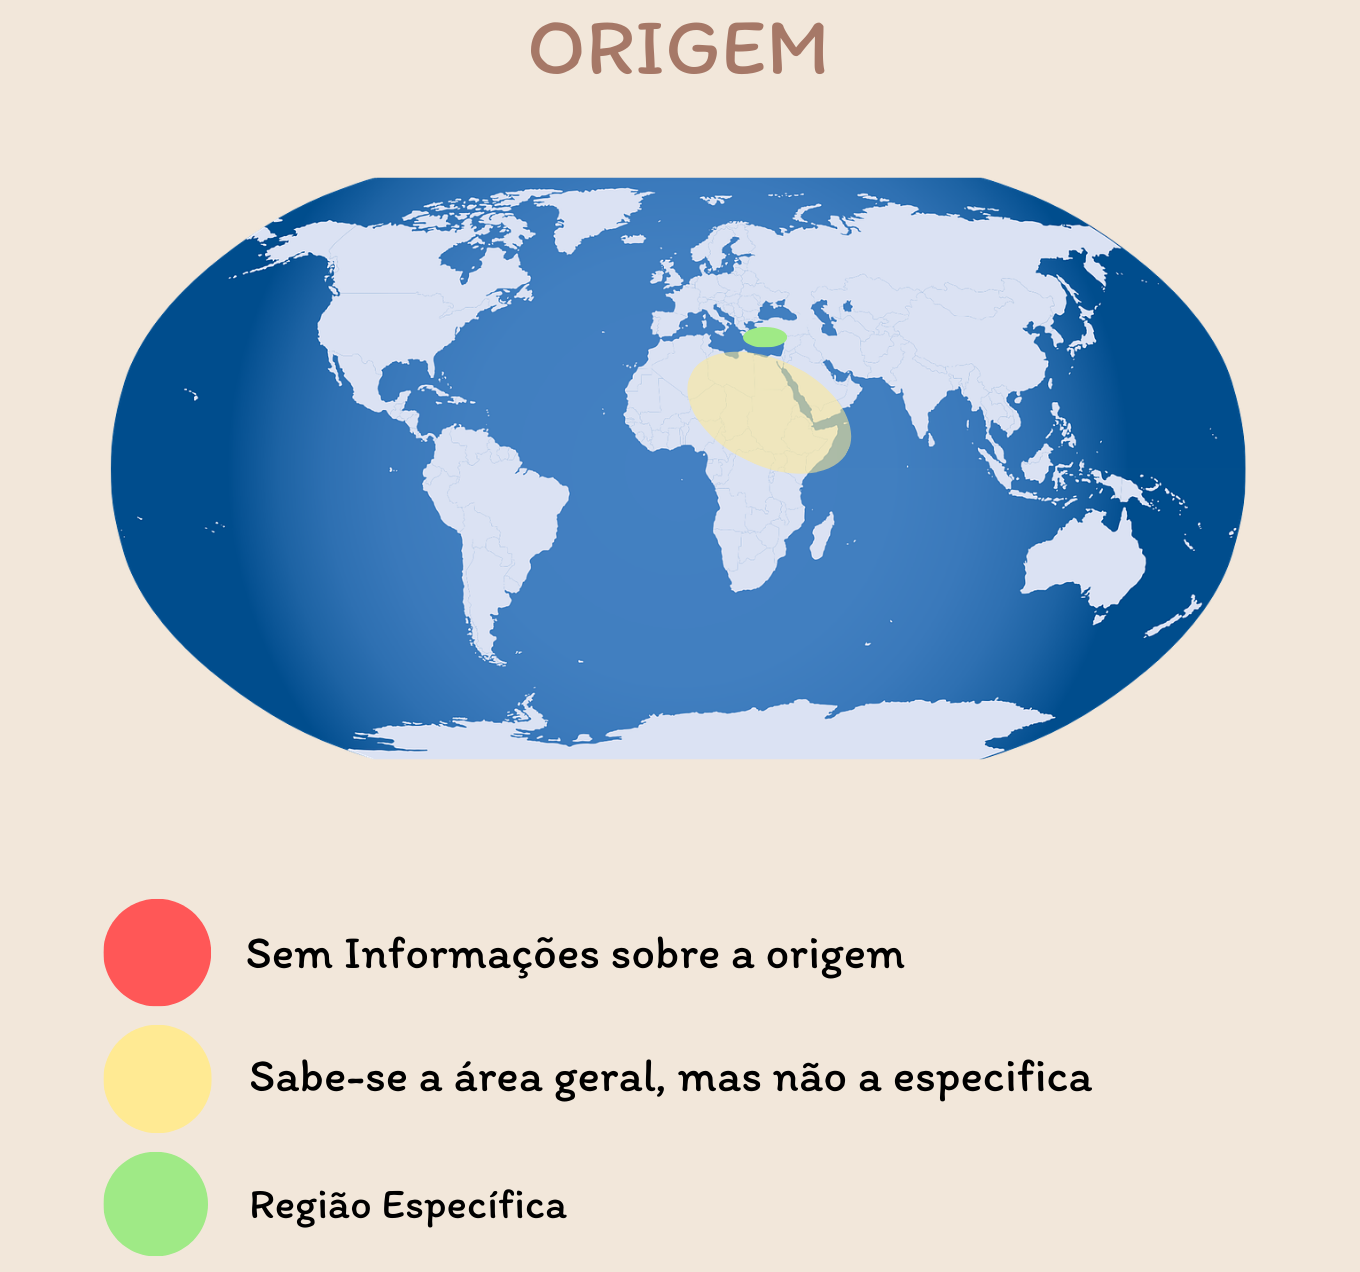 ORIGEM
Sem Informações sobre a origem
Sabe-se a área geral, mas não a especifica
Região Específica